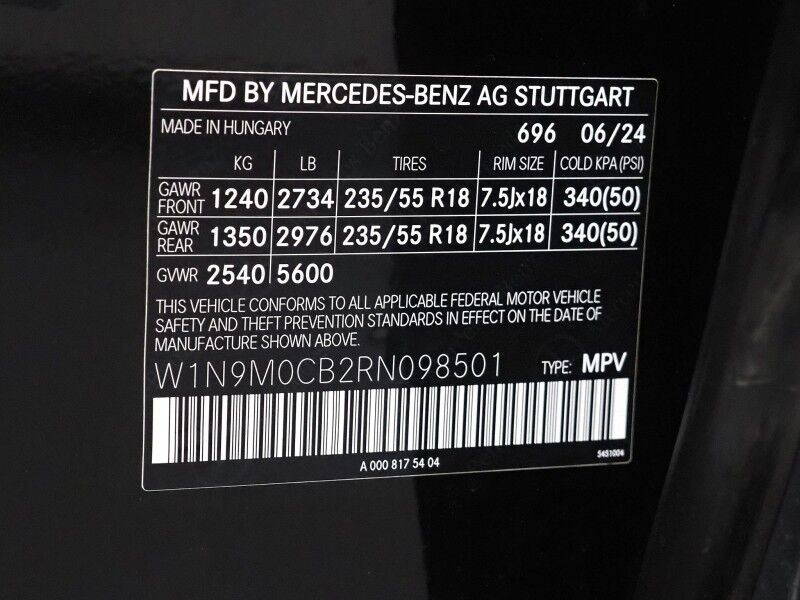 MFD BY MERCEDES-BENZ AG STUTTGART
MADE IN HUNGARY 696 06/24
KG LB TIRES RIM SIZE COLD KPA(PSI)
GAWR FRONT 1240 2734 235/55 R18 7.5Jx18 340(50)
GAWR REAR 1350 2976 235/55 R18 7.5Jx18 340(50)
GVWR 2540 5600
THIS VEHICLE CONFORMS TO ALL APPLICABLE FEDERAL MOTOR VEHICLE
SAFETY AND THEFT PREVENTION STANDARDS IN EFFECT ON THE DATE OF
MANUFACTURE SHOWN ABOVE.
W1N9M0CB2RN098501 TYPE: MPV
A 000 817 54 04 5451004